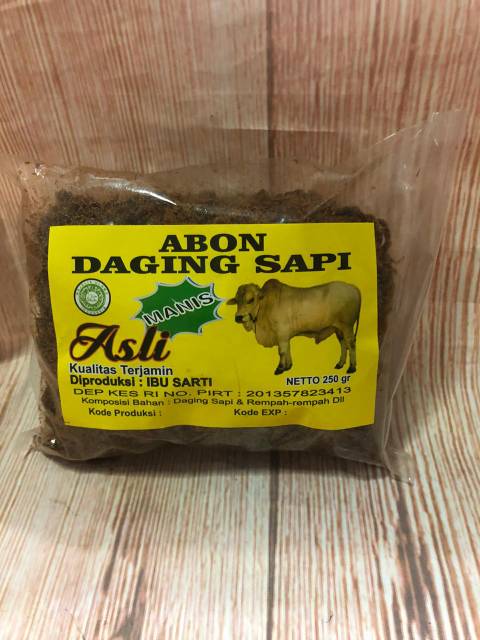 ABON
DAGING SAPI
MANIS
Asli
Kualitas Terjamin
Diproduksi : IBU SARTI
NETTO 250 gr
DEP KES RI NO. PIRT : 201357823413
Komposisi Bahan : Daging Sapi & Rempah-rempah Dll
Kode Produksi :
Kode EXP :